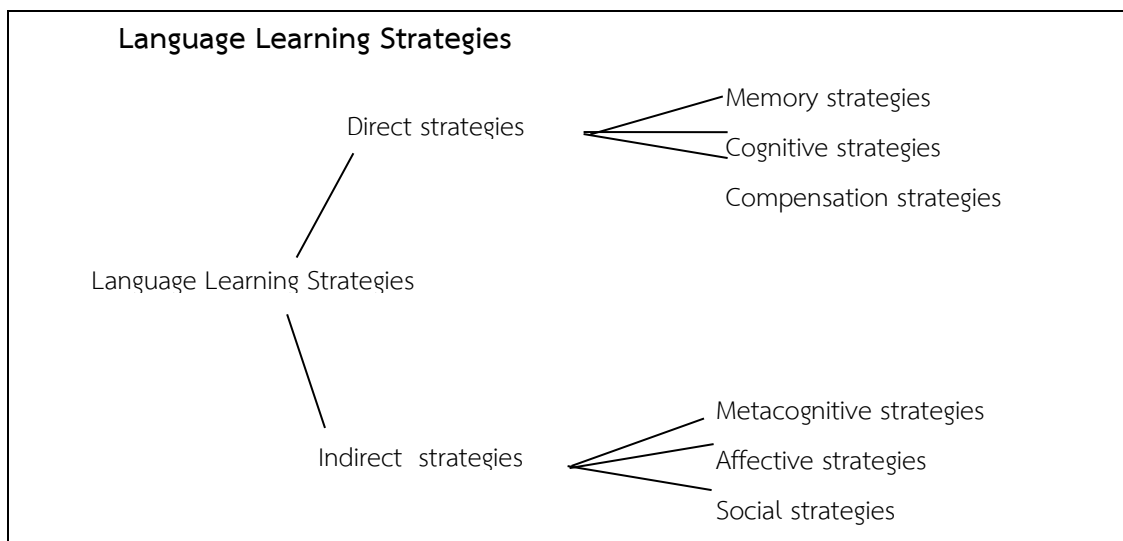 Language Learning Strategies
Memory strategies
Direct strategies
Cognitive strategies
Compensation strategies
Language Learning Strategies
Metacognitive strategies
Indirect strategies
Affective strategies
Social strategies